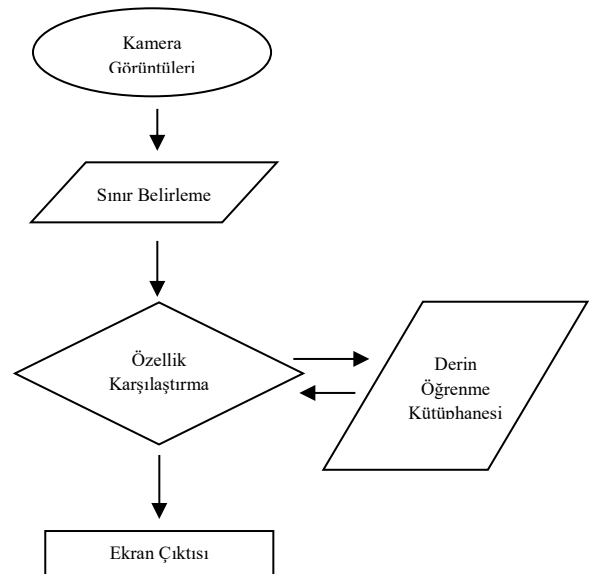 Kamera
Görüntüleri
Sınır Belirleme
Özellik
Karşılaştırma
Derin
Öğrenme
Kütüphanesi
Ekran Çıktısı